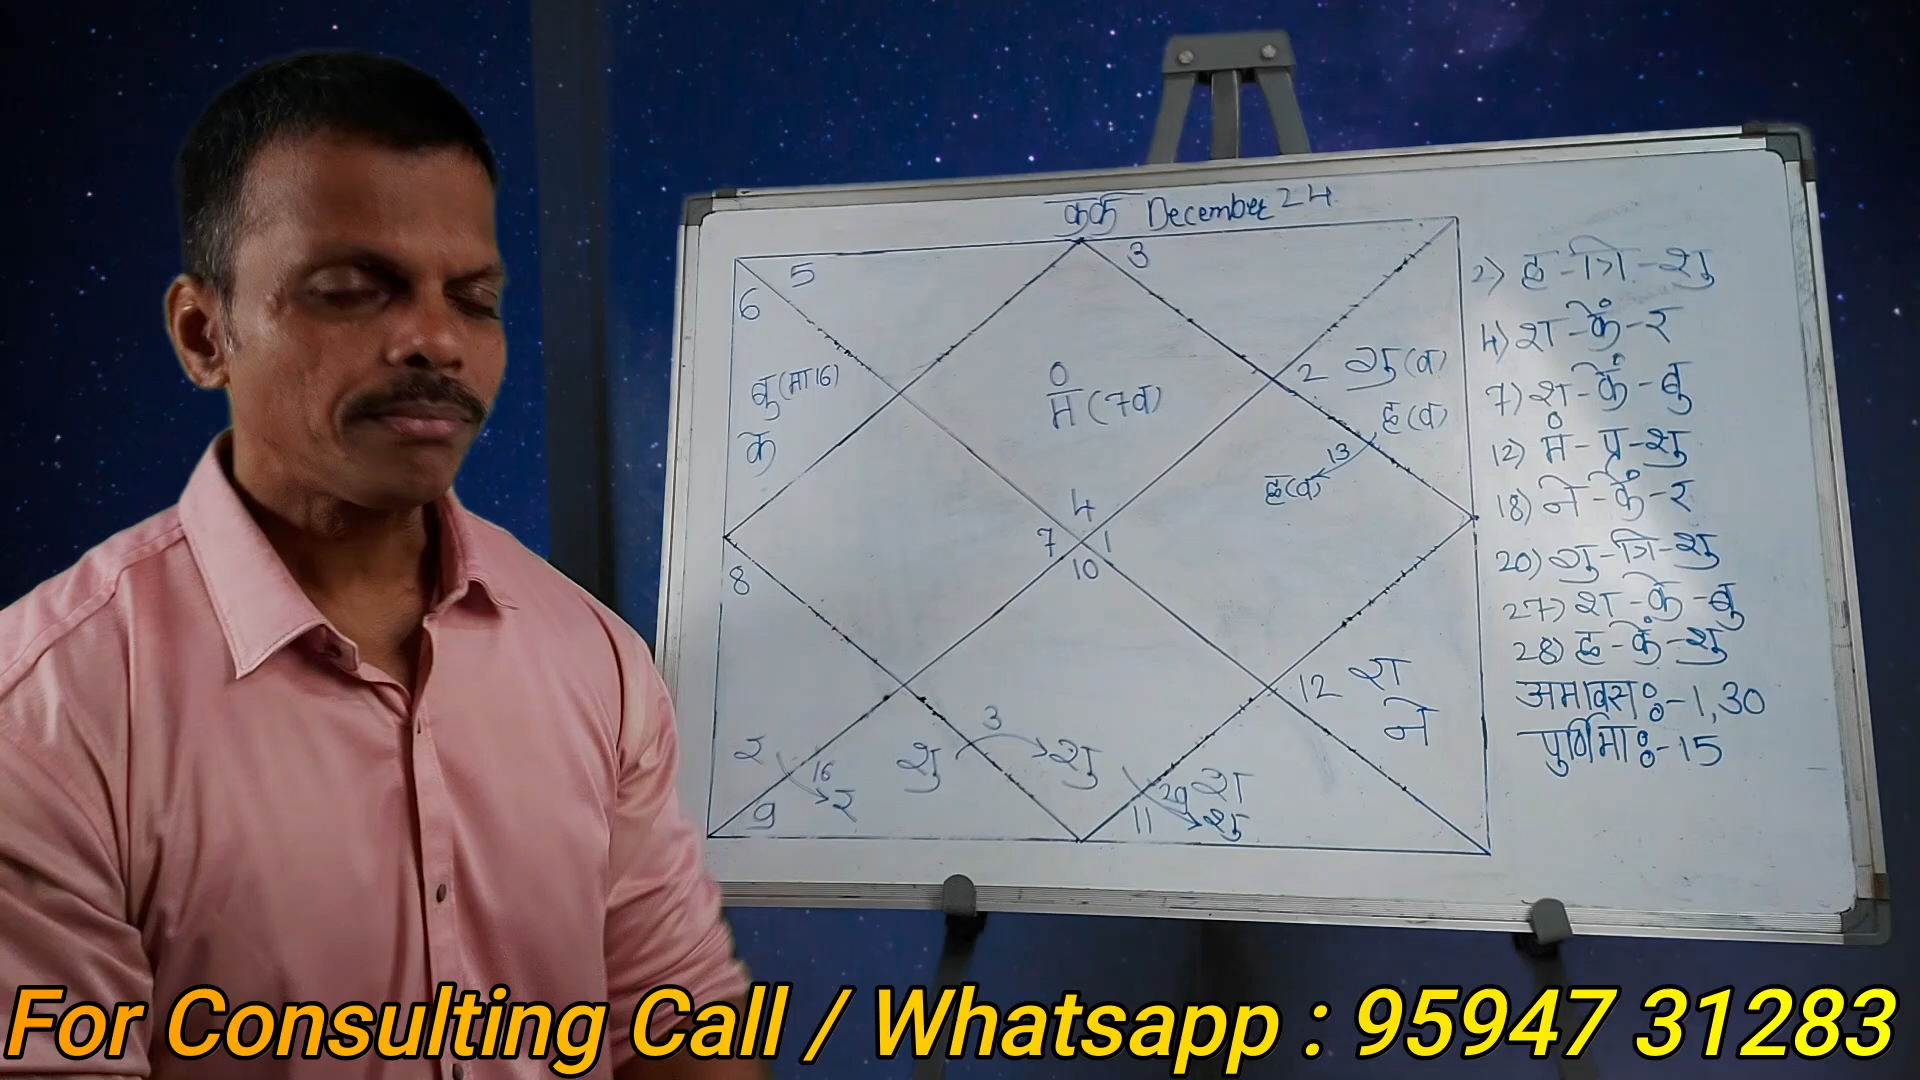 कर्क December 24
5
3
6
बु(मा16)
के
मं(7व)
2 गु(व)
ह(व)
13
ह(व)
4
7
1
10
8
12 श
ने
र
16
र
9
शु
3
शु
29
11
शु
2) ह-त्रि-शु
4) श-कें-र
7) श-कें-बु
12) मं-प्र-शु
18) ने-कें-र
20) गु-त्रि-शु
27) श-कें-बु
28) ह-कें-शु
अमावस :- 1,30
पुर्णिमा :- 15
For Consulting Call / Whatsapp : 95947 31283